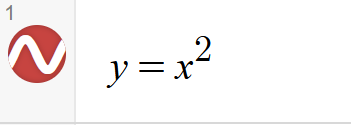 1
y = x²